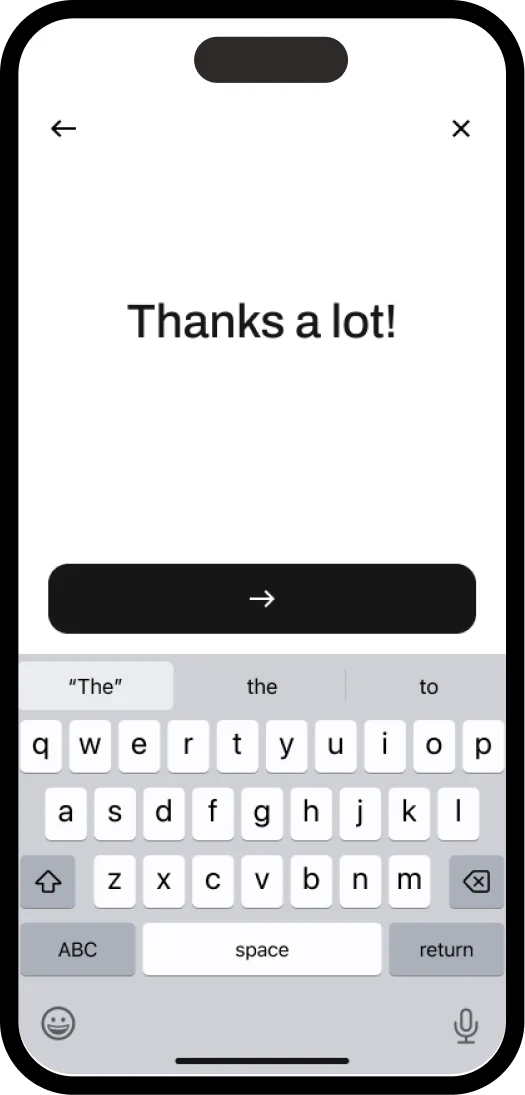 Thanks a lot!
“The” the to
q w e r t y u i o p
a s d f g h j k l
z x c v b n m
ABC space return